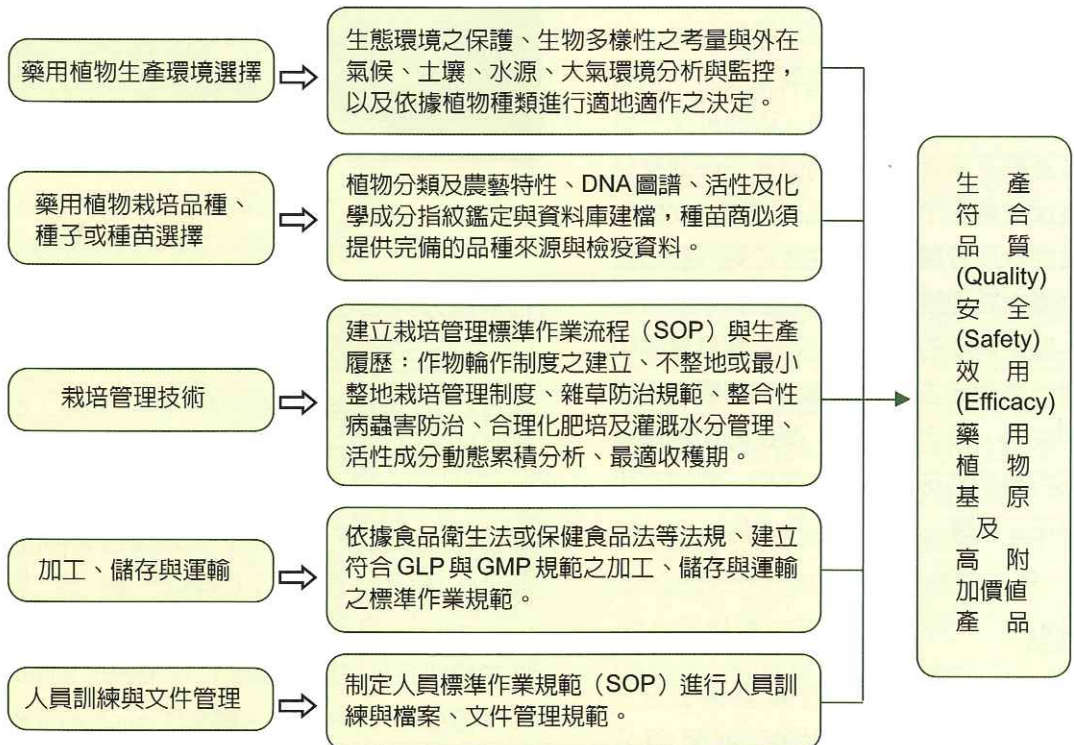 藥用植物生產環境選擇
生態環境之保護、生物多樣性之考量與外在
氣候、土壤、水源、大氣環境分析與監控，
以及依據植物種類進行適地適作之決定。
藥用植物栽培品種、
種子或種苗選擇
植物分類及農藝特性、DNA圖譜、活性及化
學成分指紋鑑定與資料庫建檔，種苗商必須
提供完備的品種來源與檢疫資料。
栽培管理技術
建立栽培管理標準作業流程（SOP）與生產
履歷：作物輪作制度之建立、不整地或最小
整地栽培管理制度、雜草防治規範、整合性
病蟲害防治、合理化肥培及灌溉水分管理、
活性成分動態累積分析、最適收穫期。
加工、儲存與運輸
依據食品衛生法或保健食品法等法規、建立
符合GLP與GMP規範之加工、儲存與運輸
之標準作業規範。
人員訓練與文件管理
制定人員標準作業規範（SOP）進行人員訓
練與檔案、文件管理規範。
生產
符合
品質
(Quality)
安全
(Safety)
效用
(Efficacy)
藥用
植物
基原
及
高附
加價值
產品